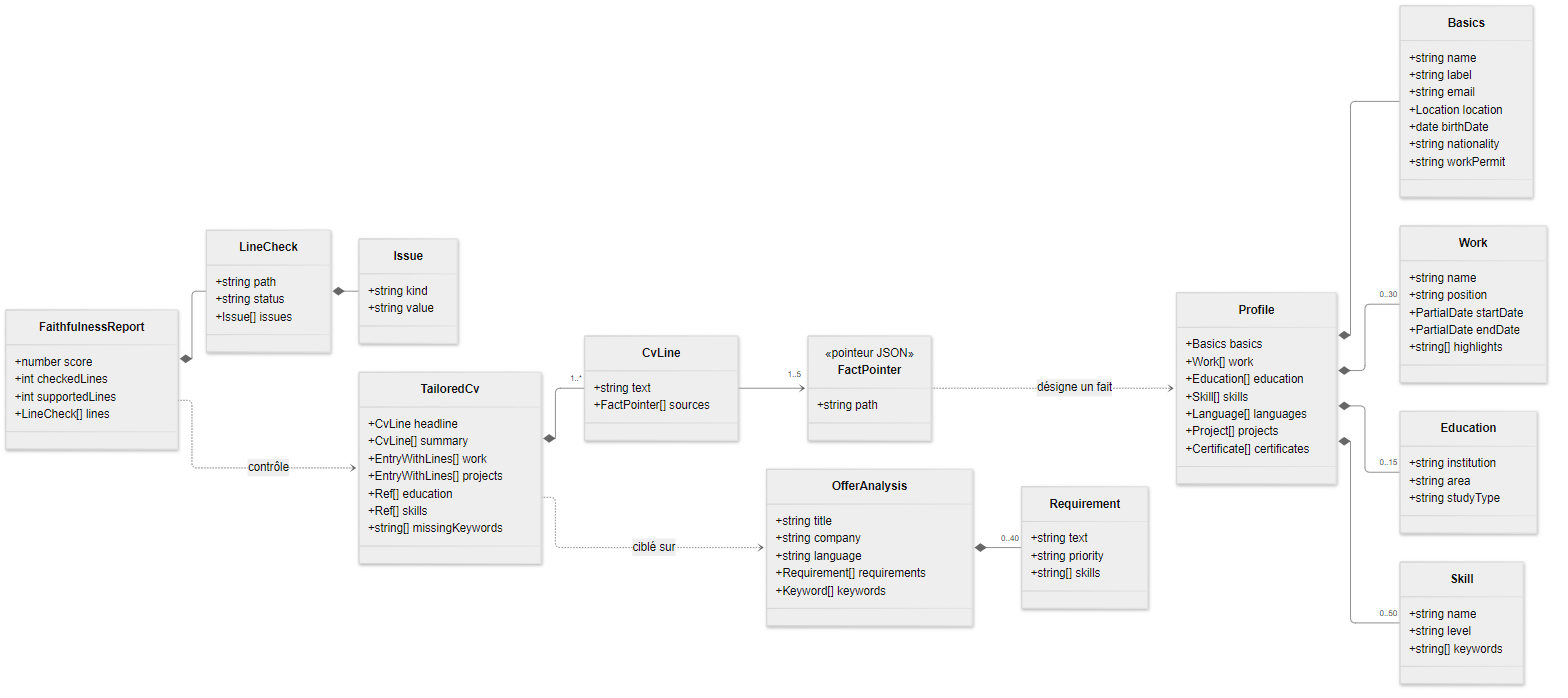 FaithfulnessReport
+number score
+int checkedLines
+int supportedLines
+LineCheck[] lines
LineCheck
+string path
+string status
+Issue[] issues
Issue
+string kind
+string value
contrôle
TailoredCv
+CvLine headline
+CvLine[] summary
+EntryWithLines[] work
+EntryWithLines[] projects
+Ref[] education
+Ref[] skills
+string[] missingKeywords
1..*
CvLine
+string text
+FactPointer[] sources
1..5
«pointeur JSON»
FactPointer
+string path
désigne un fait
ciblé sur
OfferAnalysis
+string title
+string company
+string language
+Requirement[] requirements
+Keyword[] keywords
0..40
Requirement
+string text
+string priority
+string[] skills
Profile
+Basics basics
+Work[] work
+Education[] education
+Skill[] skills
+Language[] languages
+Project[] projects
+Certificate[] certificates
Basics
+string name
+string label
+string email
+Location location
+date birthDate
+string nationality
+string workPermit
0..30
Work
+string name
+string position
+PartialDate startDate
+PartialDate endDate
+string[] highlights
0..15
Education
+string institution
+string area
+string studyType
0..50
Skill
+string name
+string level
+string[] keywords